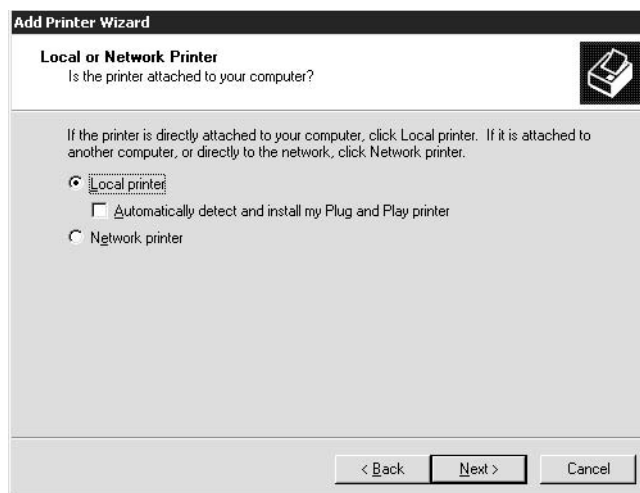 Add Printer Wizard
Local or Network Printer
Is the printer attached to your computer?
If the printer is directly attached to your computer, click Local printer. If it is attached to
another computer, or directly to the network, click Network printer.
Local printer
Automatically detect and install my Plug and Play printer
Network printer
< Back
Next >
Cancel